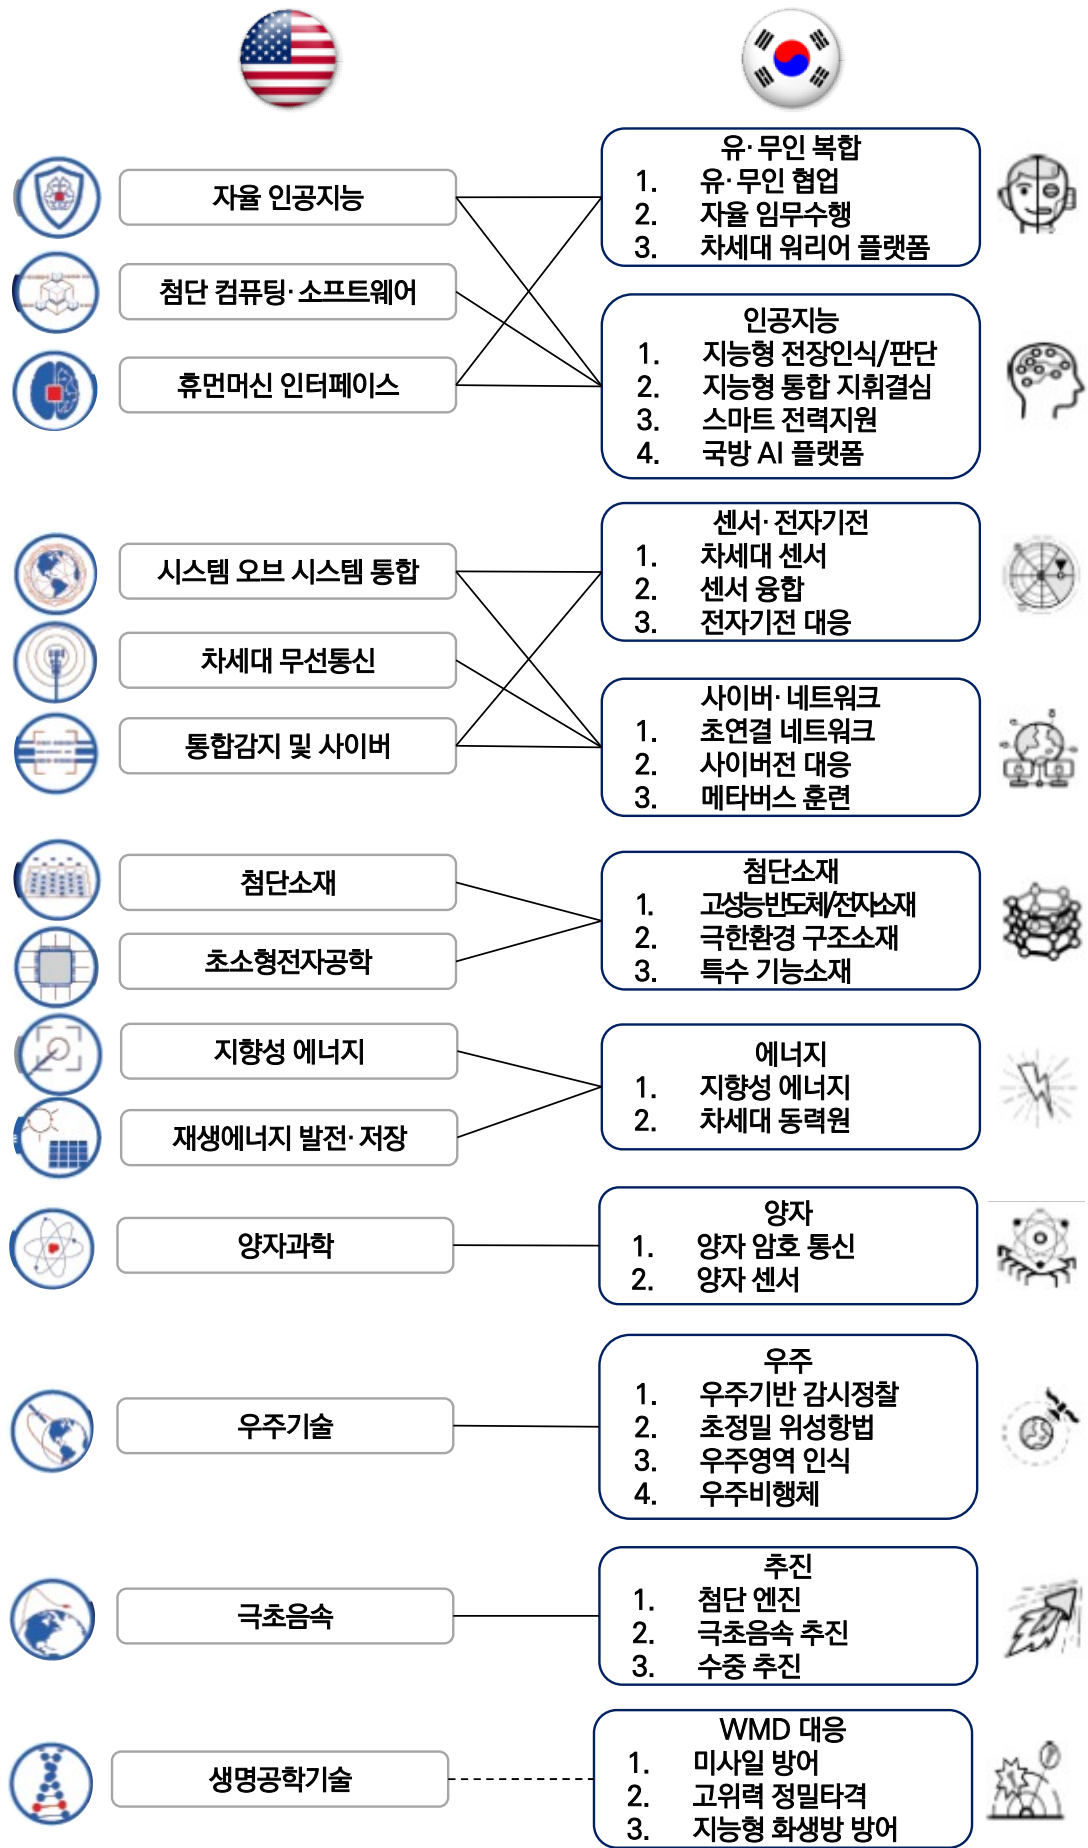 자율 인공지능
첨단 컴퓨팅·소프트웨어
휴먼머신 인터페이스
유·무인 복합
1. 유·무인 협업
2. 자율 임무수행
3. 차세대 워리어 플랫폼
인공지능
1. 지능형 전장인식/판단
2. 지능형 통합 지휘결심
3. 스마트 전력지원
4. 국방 AI 플랫폼
시스템 오브 시스템 통합
차세대 무선통신
통합감지 및 사이버
센서·전자기전
1. 차세대 센서
2. 센서 융합
3. 전자기전 대응
사이버·네트워크
1. 초연결 네트워크
2. 사이버전 대응
3. 메타버스 훈련
첨단소재
초소형전자공학
첨단소재
1. 고성능반도체/전자소재
2. 극한환경 구조소재
3. 특수 기능소재
지향성 에너지
재생에너지 발전·저장
에너지
1. 지향성 에너지
2. 차세대 동력원
양자과학
양자
1. 양자 암호 통신
2. 양자 센서
우주기술
우주
1. 우주기반 감시정찰
2. 초정밀 위성항법
3. 우주영역 인식
4. 우주비행체
극초음속
추진
1. 첨단 엔진
2. 극초음속 추진
3. 수중 추진
생명공학기술
WMD 대응
1. 미사일 방어
2. 고위력 정밀타격
3. 지능형 화생방 방어